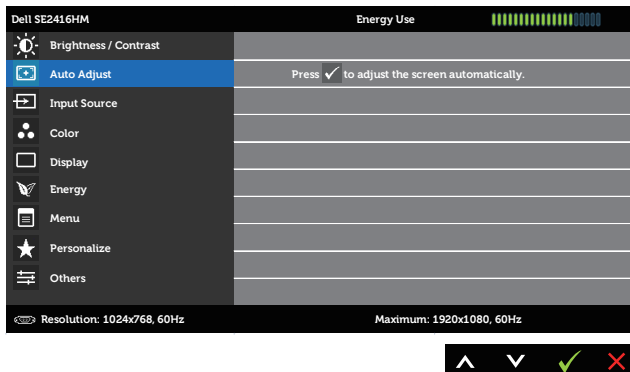 Dell SE2416HM Energy Use
Brightness / Contrast
Auto Adjust Press ✓ to adjust the screen automatically.
Input Source
Color
Display
Energy
Menu
Personalize
Others
Resolution: 1024x768, 60Hz Maximum: 1920x1080, 60Hz